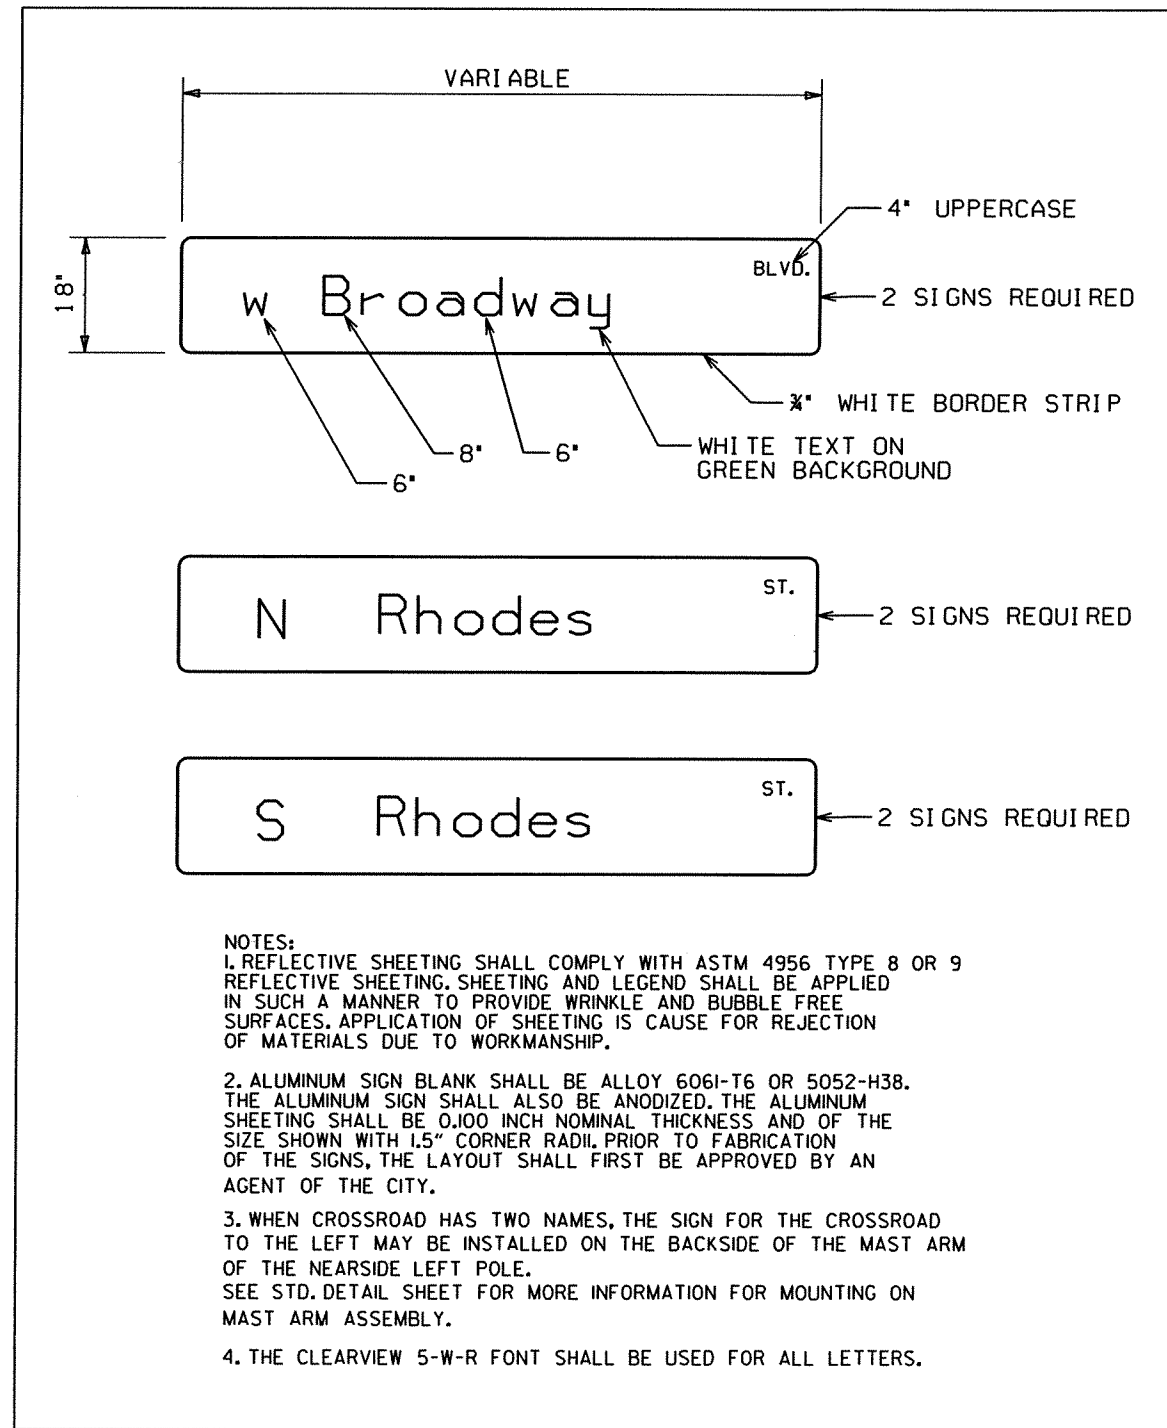 VARIABLE
4" UPPERCASE
18"
BLVD.
w Broadway
2 SIGNS REQUIRED
¾" WHITE BORDER STRIP
8"
6"
WHITE TEXT ON
GREEN BACKGROUND
6"
ST.
N Rhodes
2 SIGNS REQUIRED
ST.
S Rhodes
2 SIGNS REQUIRED
NOTES:
1. REFLECTIVE SHEETING SHALL COMPLY WITH ASTM 4956 TYPE 8 OR 9
REFLECTIVE SHEETING. SHEETING AND LEGEND SHALL BE APPLIED
IN SUCH A MANNER TO PROVIDE WRINKLE AND BUBBLE FREE
SURFACES. APPLICATION OF SHEETING IS CAUSE FOR REJECTION
OF MATERIALS DUE TO WORKMANSHIP.
2. ALUMINUM SIGN BLANK SHALL BE ALLOY 6061-T6 OR 5052-H38.
THE ALUMINUM SIGN SHALL ALSO BE ANODIZED. THE ALUMINUM
SHEETING SHALL BE 0.100 INCH NOMINAL THICKNESS AND OF THE
SIZE SHOWN WITH 1.5" CORNER RADII. PRIOR TO FABRICATION
OF THE SIGNS, THE LAYOUT SHALL FIRST BE APPROVED BY AN
AGENT OF THE CITY.
3. WHEN CROSSROAD HAS TWO NAMES, THE SIGN FOR THE CROSSROAD
TO THE LEFT MAY BE INSTALLED ON THE BACKSIDE OF THE MAST ARM
OF THE NEARSIDE LEFT POLE.
SEE STD. DETAIL SHEET FOR MORE INFORMATION FOR MOUNTING ON
MAST ARM ASSEMBLY.
4. THE CLEARVIEW 5-W-R FONT SHALL BE USED FOR ALL LETTERS.